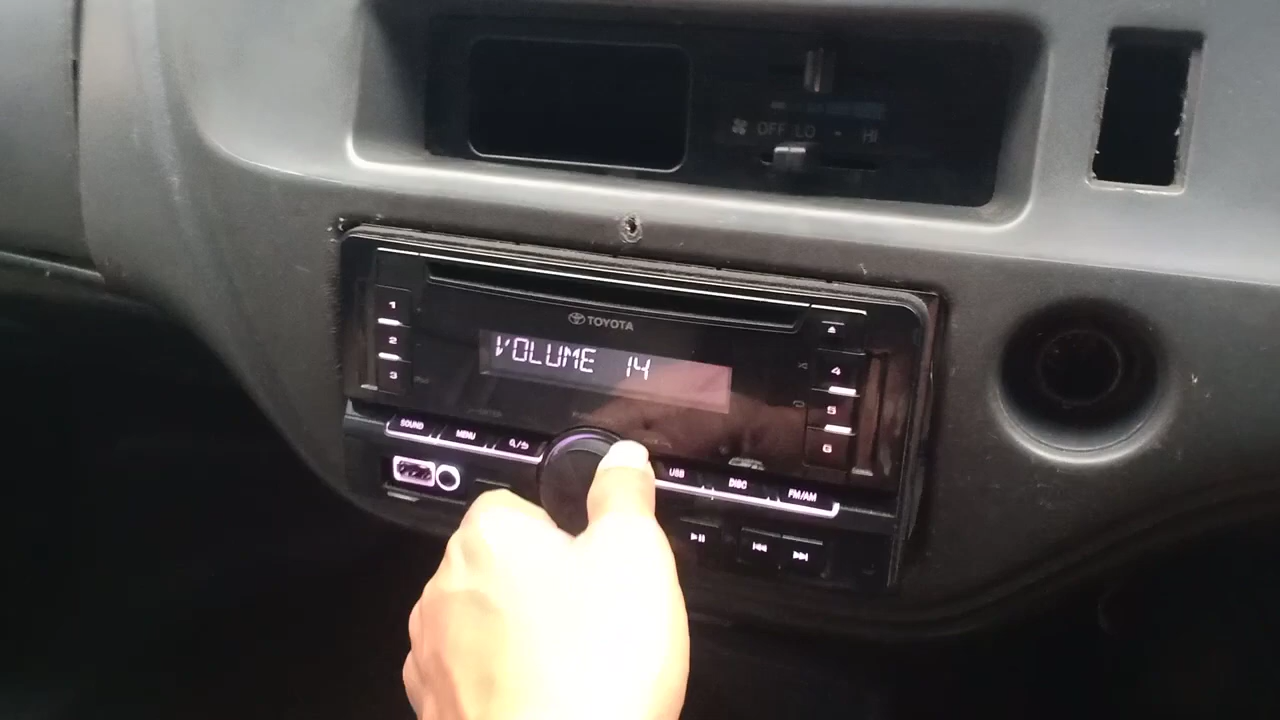 OFF LO - HI
TOYOTA
VOLUME 14
1
2
3
4
5
6
SOUND
MENU
USB
DISC
FM/AM